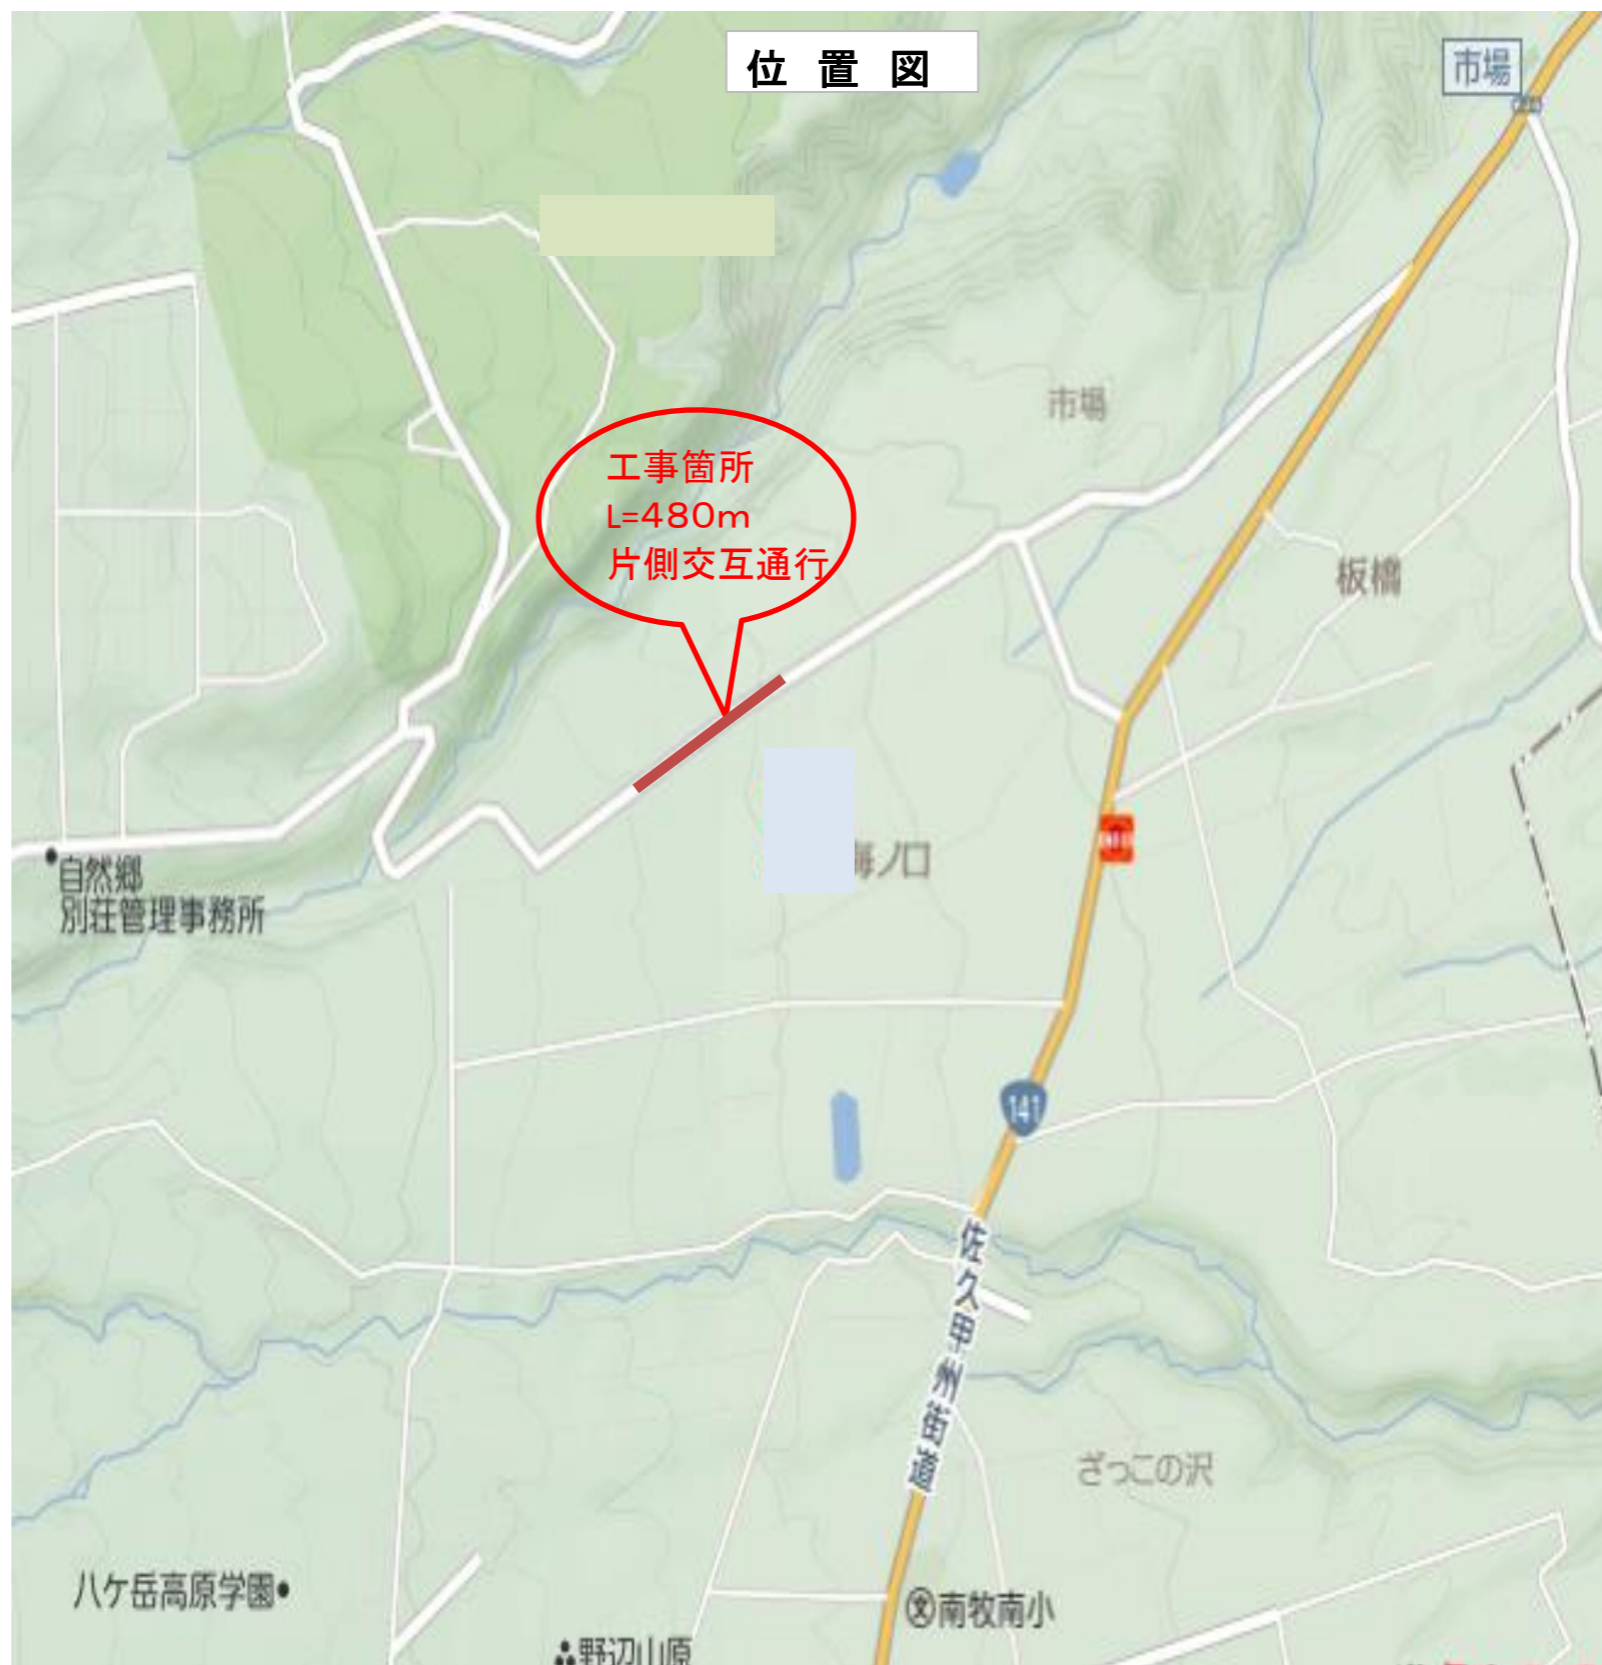 位 置 図
市場
市場
工事箇所
L=480m
片側交互通行
板橋
海ノ口
自然郷
別荘管理事務所
141
佐久甲州街道
ざっこの沢
八ケ岳高原学園
南牧南小
野辺山原